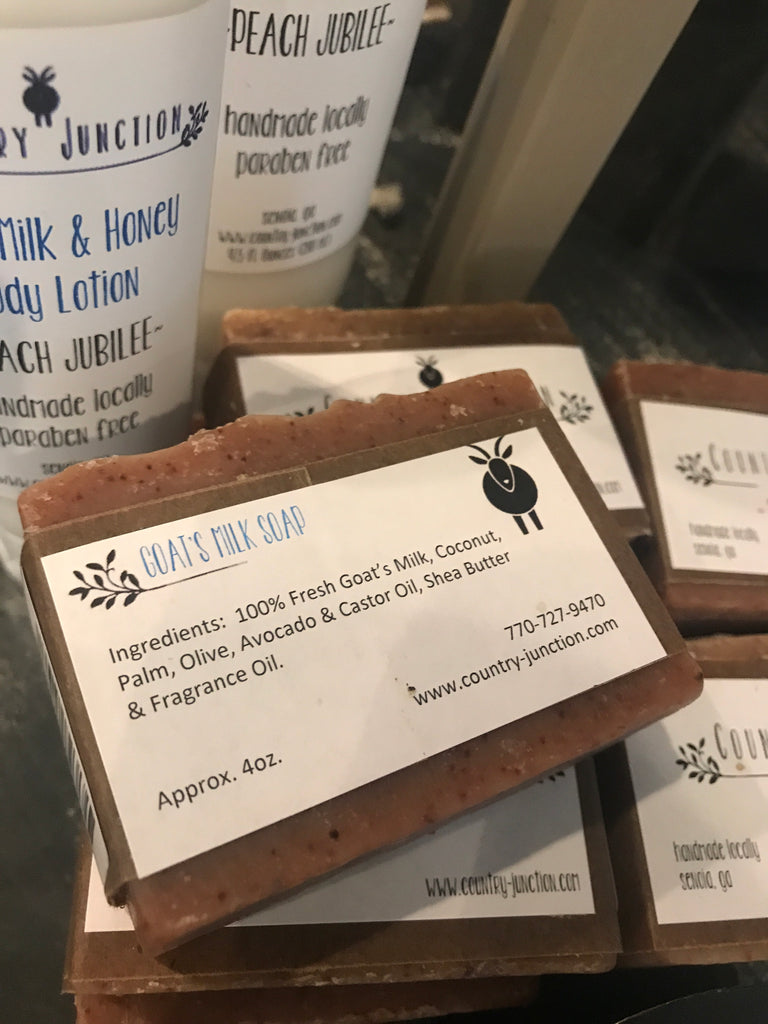 ~PEACH JUBILEE~
handmade locally
paraben free
senoia, ga
www.country-junction.com
RY JUNCTION
Milk & Honey
dy Lotion
ACH JUBILEE~
ndmade locally
paraben free
GOAT'S MILK SOAP
Ingredients: 100% Fresh Goat's Milk, Coconut,
Palm, Olive, Avocado & Castor Oil, Shea Butter
& Fragrance Oil.
770-727-9470
www.country-junction.com
Approx. 4oz.
www.country-junction.com
COUNT
handmade locally
senoia, ga
COUN
handmade locally
senoia, ga